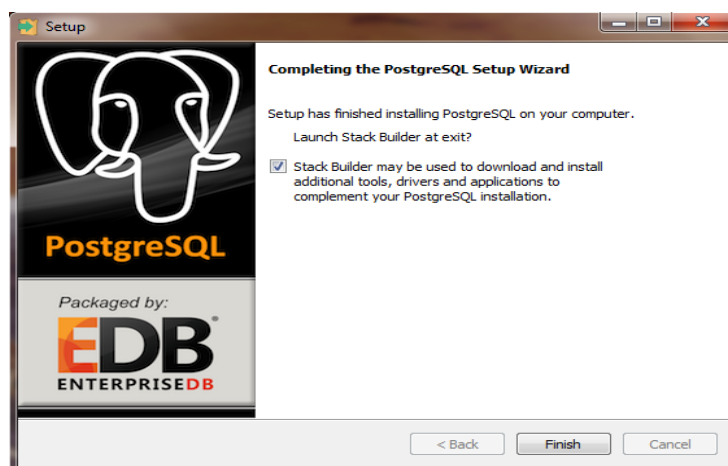 Setup
Completing the PostgreSQL Setup Wizard
Setup has finished installing PostgreSQL on your computer.
Launch Stack Builder at exit?
Stack Builder may be used to download and install
additional tools, drivers and applications to
complement your PostgreSQL installation.
PostgreSQL
Packaged by:
EDB®
ENTERPRISEDB
< Back
Finish
Cancel